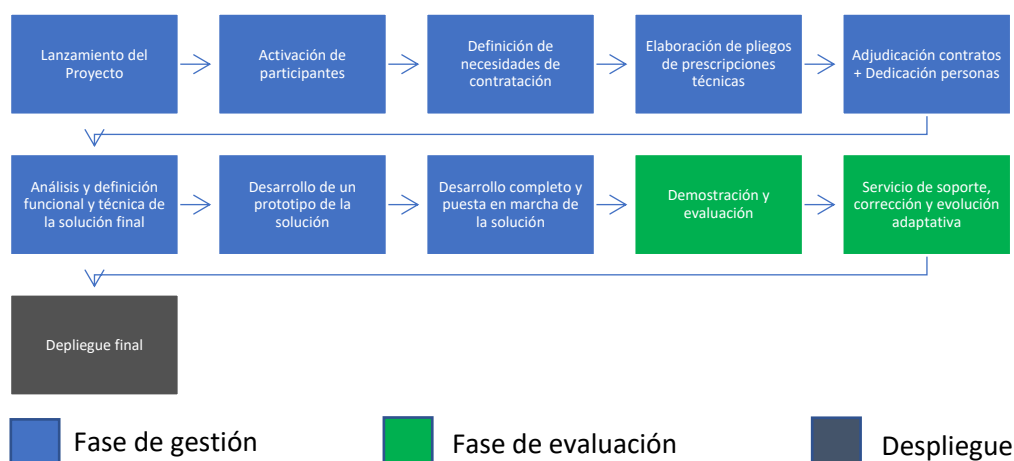 Lanzamiento del
Proyecto
Activación de
participantes
Definición de
necesidades de
contratación
Elaboración de pliegos
de prescripciones
técnicas
Adjudicación contratos
+ Dedicación personas
Análisis y definición
funcional y técnica de
la solución final
Desarrollo de un
prototipo de la
solución
Desarrollo completo y
puesta en marcha de
la solución
Demostración y
evaluación
Servicio de soporte,
corrección y evolución
adaptativa
Depliegue final
Fase de gestión
Fase de evaluación
Despliegue